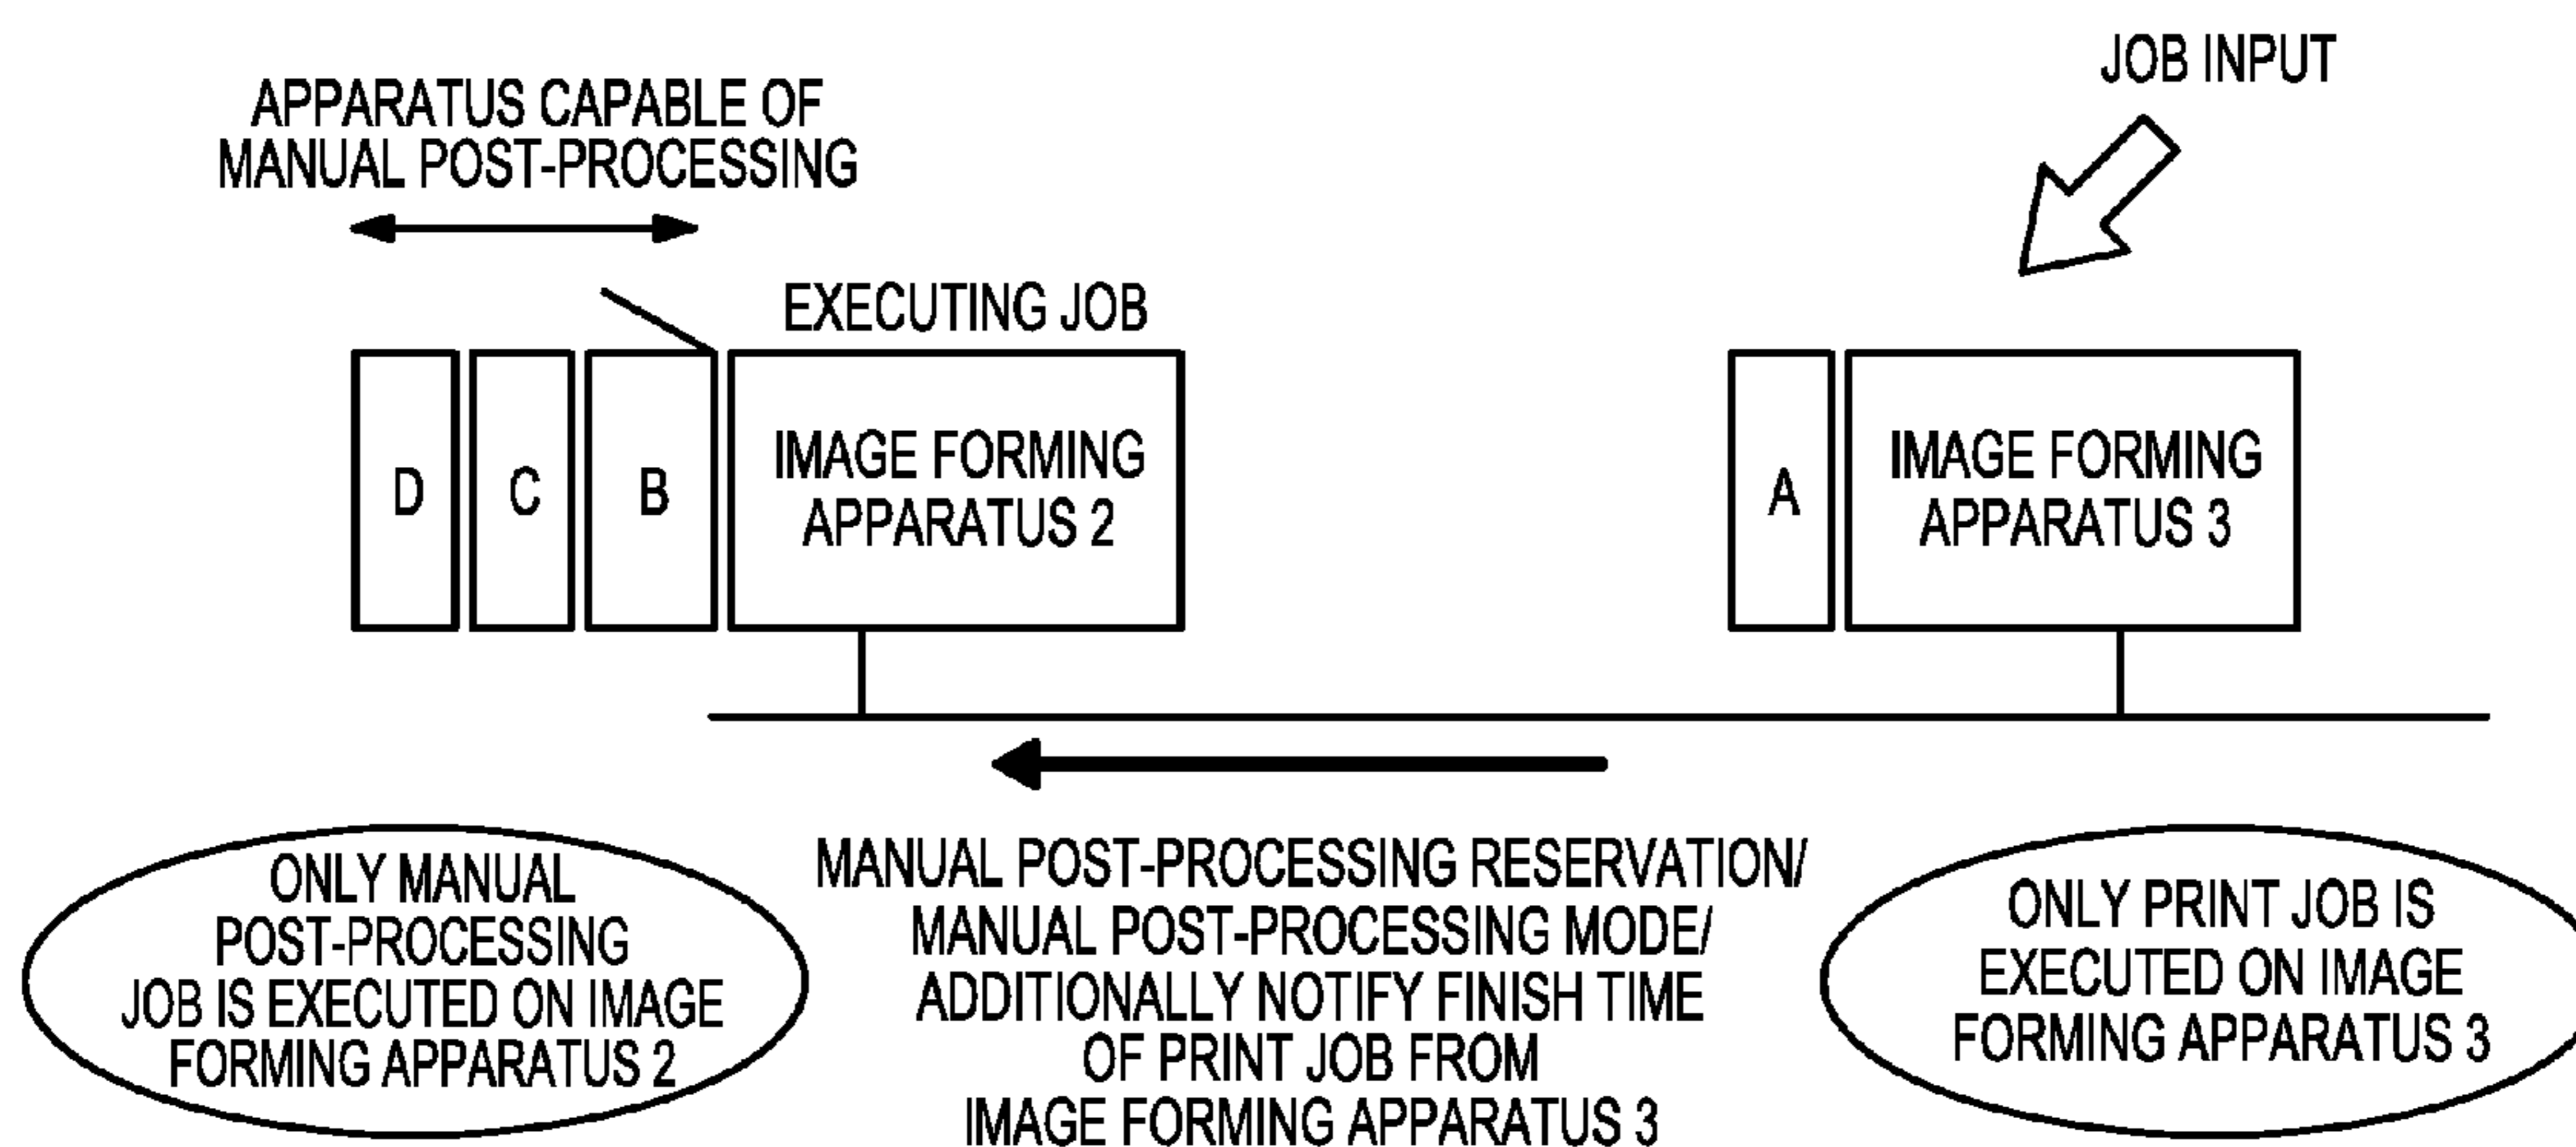 JOB INPUT
APPARATUS CAPABLE OF
MANUAL POST-PROCESSING
EXECUTING JOB
D
C
B
IMAGE FORMING
APPARATUS 2
A
IMAGE FORMING
APPARATUS 3
ONLY MANUAL
POST-PROCESSING
JOB IS EXECUTED ON IMAGE
FORMING APPARATUS 2
MANUAL POST-PROCESSING RESERVATION/
MANUAL POST-PROCESSING MODE/
ADDITIONALLY NOTIFY FINISH TIME
OF PRINT JOB FROM
IMAGE FORMING APPARATUS 3
ONLY PRINT JOB IS
EXECUTED ON IMAGE
FORMING APPARATUS 3